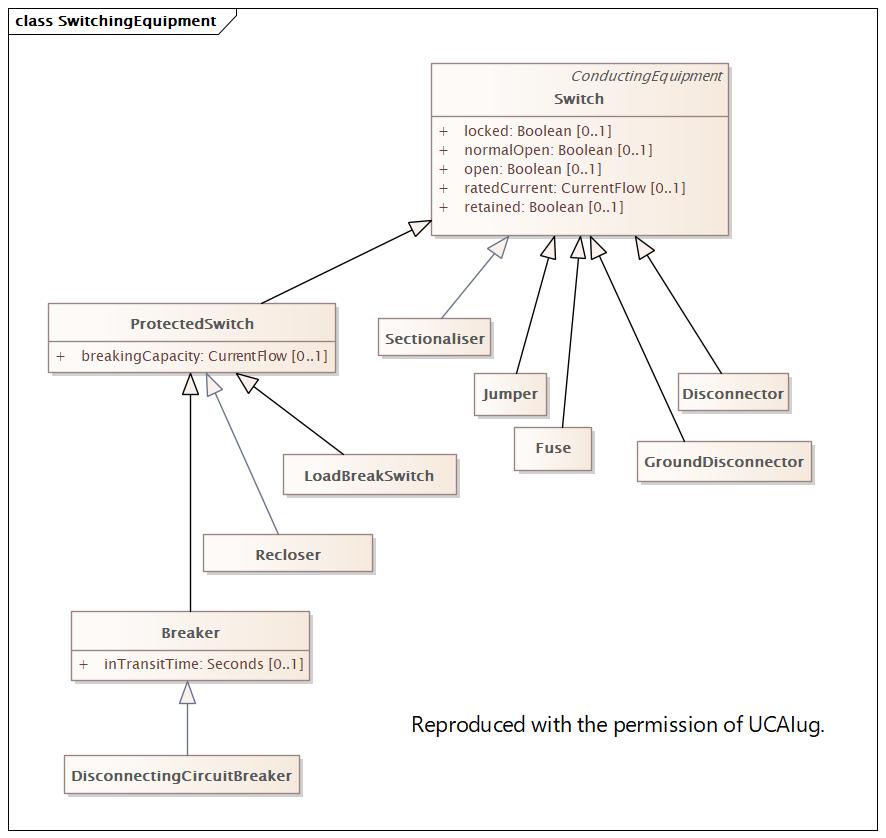 class SwitchingEquipment
ConductingEquipment
Switch
+ locked: Boolean [0..1]
+ normalOpen: Boolean [0..1]
+ open: Boolean [0..1]
+ ratedCurrent: CurrentFlow [0..1]
+ retained: Boolean [0..1]
ProtectedSwitch
+ breakingCapacity: CurrentFlow [0..1]
Sectionaliser
Jumper
Disconnector
Fuse
GroundDisconnector
LoadBreakSwitch
Recloser
Breaker
+ inTransitTime: Seconds [0..1]
Reproduced with the permission of UCAIug.
DisconnectingCircuitBreaker